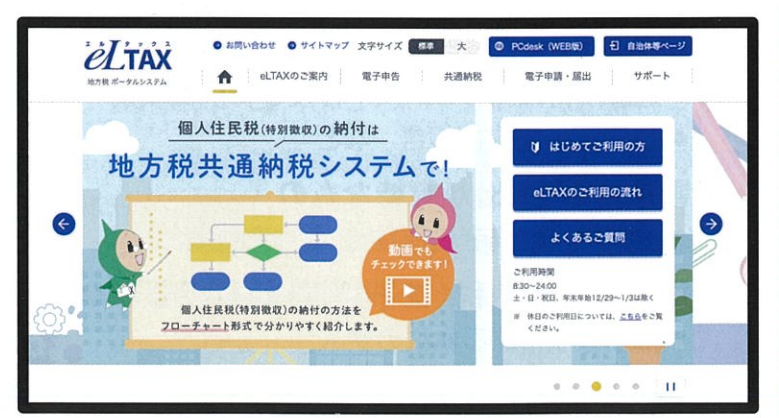 エルタックス
eLTAX
地方税 ポータルシステム
お問い合わせ サイトマップ 文字サイズ 標準 大 PCdesk（WEB版） 自治体等ページ
eLTAXのご案内 電子申告 共通納税 電子申請・届出 サポート
個人住民税(特別徴収)の納付は
地方税共通納税システムで!
動画でも
チェックできます!
個人住民税(特別徴収)の納付の方法を
フローチャート形式で分かりやすく紹介します。
はじめてご利用の方
eLTAXのご利用の流れ
よくあるご質問
ご利用時間
8:30～24:00
土・日・祝日、年末年始12/29～1/3は除く
※ 休日のご利用日については、こちらをご覧
ください。